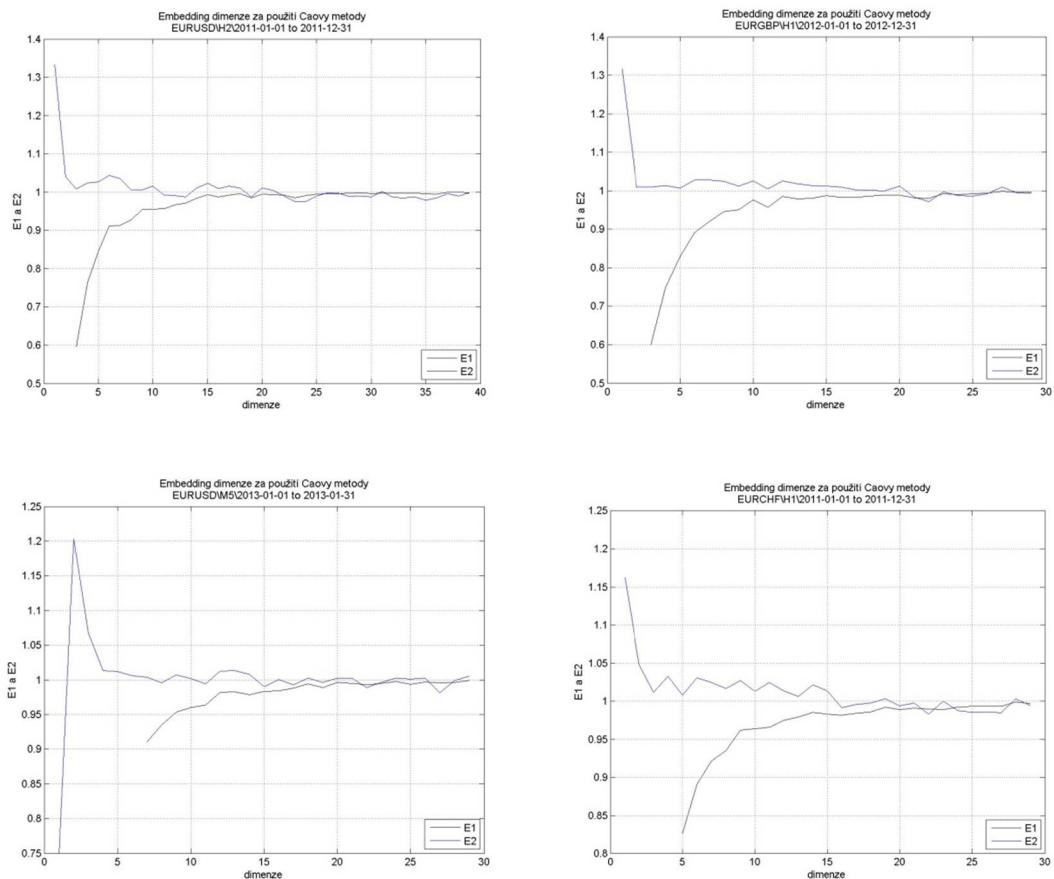 Embedding dimenze za použití Caovy metody
EURUSD\H2\2011-01-01 to 2011-12-31
1.4
1.3
1.2
1.1
1
0.9
0.8
0.7
0.6
0.5
E1 a E2
0 5 10 15 20 25 30 35 40
dimenze
E1
E2
Embedding dimenze za použití Caovy metody
EURGBP\H1\2012-01-01 to 2012-12-31
1.4
1.3
1.2
1.1
1
0.9
0.8
0.7
0.6
0.5
E1 a E2
0 5 10 15 20 25 30
dimenze
E1
E2
Embedding dimenze za použití Caovy metody
EURUSD\M5\2013-01-01 to 2013-01-31
1.25
1.2
1.15
1.1
1.05
1
0.95
0.9
0.85
0.8
0.75
E1 a E2
0 5 10 15 20 25 30
dimenze
E1
E2
Embedding dimenze za použití Caovy metody
EURCHF\H1\2011-01-01 to 2011-12-31
1.25
1.2
1.15
1.1
1.05
1
0.95
0.9
0.85
0.8
E1 a E2
0 5 10 15 20 25 30
dimenze
E1
E2